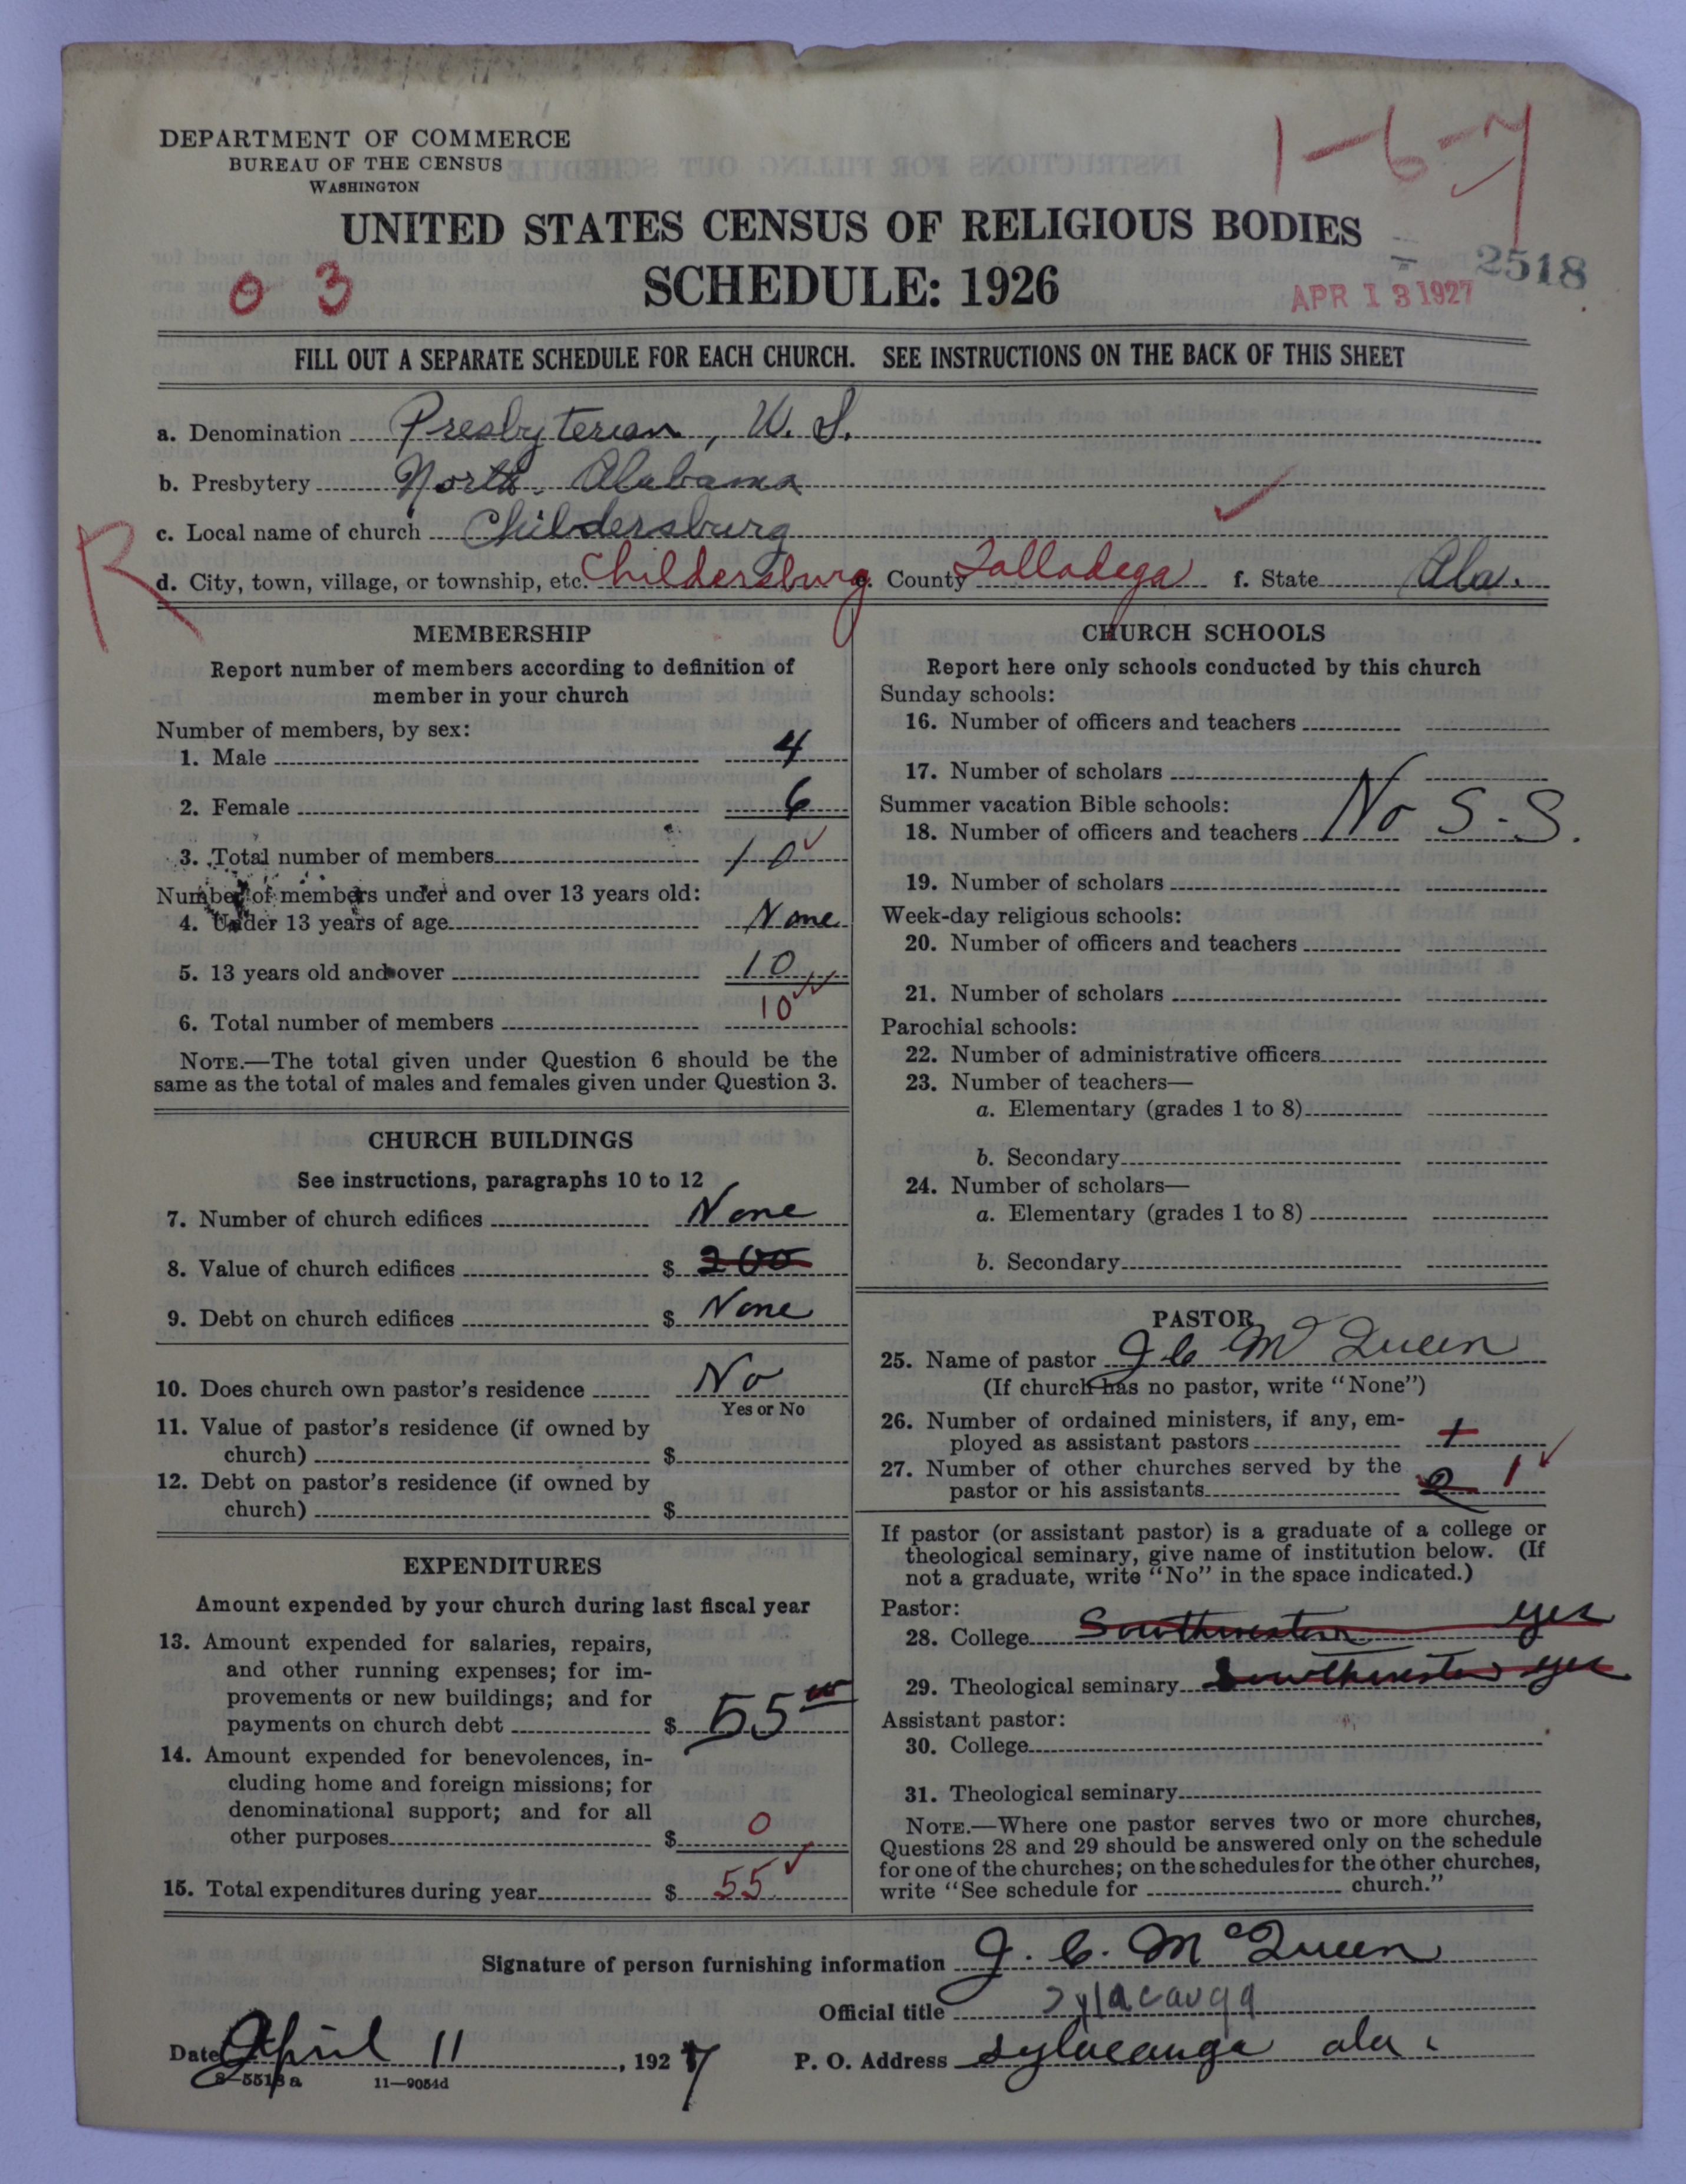 DEPARTMENT OF COMMERCE
BUREAU OF THE CENSUS
WASHINGTON
1-6-7
UNITED STATES CENSUS OF RELIGIOUS BODIES
SCHEDULE: 1926
0 3
2518
APR 13 1927
FILL OUT A SEPARATE SCHEDULE FOR EACH CHURCH. SEE INSTRUCTIONS ON THE BACK OF THIS SHEET
a. Denomination Presbyterian, U. S.
b. Presbytery North Alabama
c. Local name of church Childersburg
R
d. City, town, village, or township, etc. Childersburg e. County Talladega f. State Ala.
MEMBERSHIP
Report number of members according to definition of
member in your church
Number of members, by sex:
1. Male 4
2. Female 6
3. Total number of members 10
Number of members under and over 13 years old:
4. Under 13 years of age None
5. 13 years old and over 10
6. Total number of members 10
NOTE.—The total given under Question 6 should be the
same as the total of males and females given under Question 3.
CHURCH BUILDINGS
See instructions, paragraphs 10 to 12
7. Number of church edifices None
8. Value of church edifices $ 200
9. Debt on church edifices $ None
10. Does church own pastor's residence No
Yes or No
11. Value of pastor's residence (if owned by
church) $
12. Debt on pastor's residence (if owned by
church) $
EXPENDITURES
Amount expended by your church during last fiscal year
13. Amount expended for salaries, repairs,
and other running expenses; for im-
provements or new buildings; and for
payments on church debt $ 55 00
14. Amount expended for benevolences, in-
cluding home and foreign missions; for
denominational support; and for all
other purposes $ 0
15. Total expenditures during year $ 55
CHURCH SCHOOLS
Report here only schools conducted by this church
Sunday schools:
16. Number of officers and teachers
17. Number of scholars
Summer vacation Bible schools:
18. Number of officers and teachers No S. S.
19. Number of scholars
Week-day religious schools:
20. Number of officers and teachers
21. Number of scholars
Parochial schools:
22. Number of administrative officers
23. Number of teachers—
a. Elementary (grades 1 to 8)
b. Secondary
24. Number of scholars—
a. Elementary (grades 1 to 8)
b. Secondary
PASTOR
25. Name of pastor J C McQueen
(If church has no pastor, write "None")
26. Number of ordained ministers, if any, em-
ployed as assistant pastors 1
27. Number of other churches served by the
pastor or his assistants 2 1
If pastor (or assistant pastor) is a graduate of a college or
theological seminary, give name of institution below. (If
not a graduate, write "No" in the space indicated.)
Pastor:
28. College Southwestern yes
29. Theological seminary Southwestern yes
Assistant pastor:
30. College
31. Theological seminary
NOTE.—Where one pastor serves two or more churches,
Questions 28 and 29 should be answered only on the schedule
for one of the churches; on the schedules for the other churches,
write "See schedule for church."
Signature of person furnishing information J. C. McQueen
Official title Sylacauga
Date April 11, 1927 P. O. Address Sylacauga Ala.
8—5518 a 11—9054d